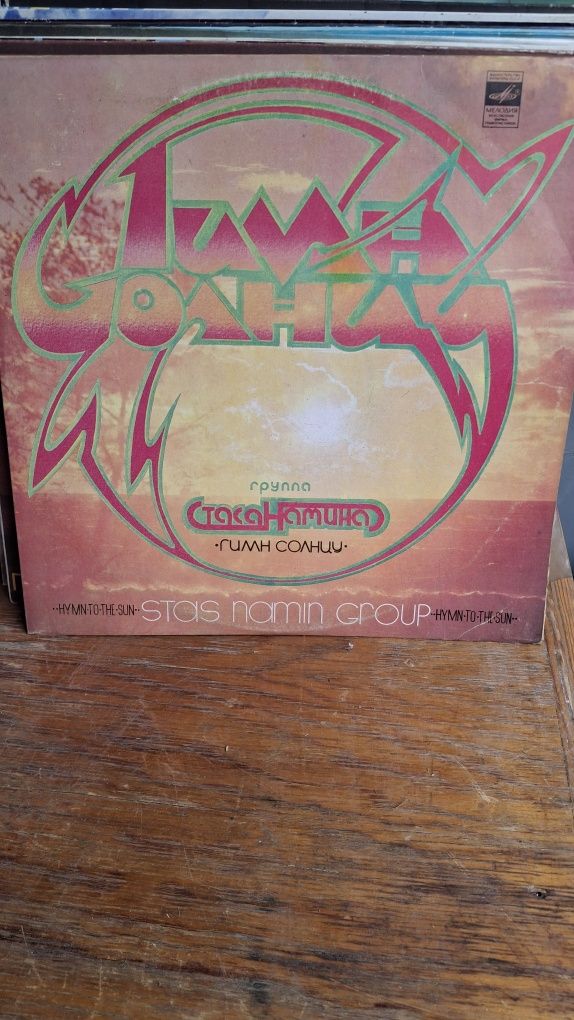 МЕЛОДИЯ
Гимн
Солнцу
группа
Стаса Намина
·ГИМН СОЛНЦУ·
··HYMN·TO·THE·SUN·· STAS NAMIN GROUP ··HYMN·TO·THE·SUN··